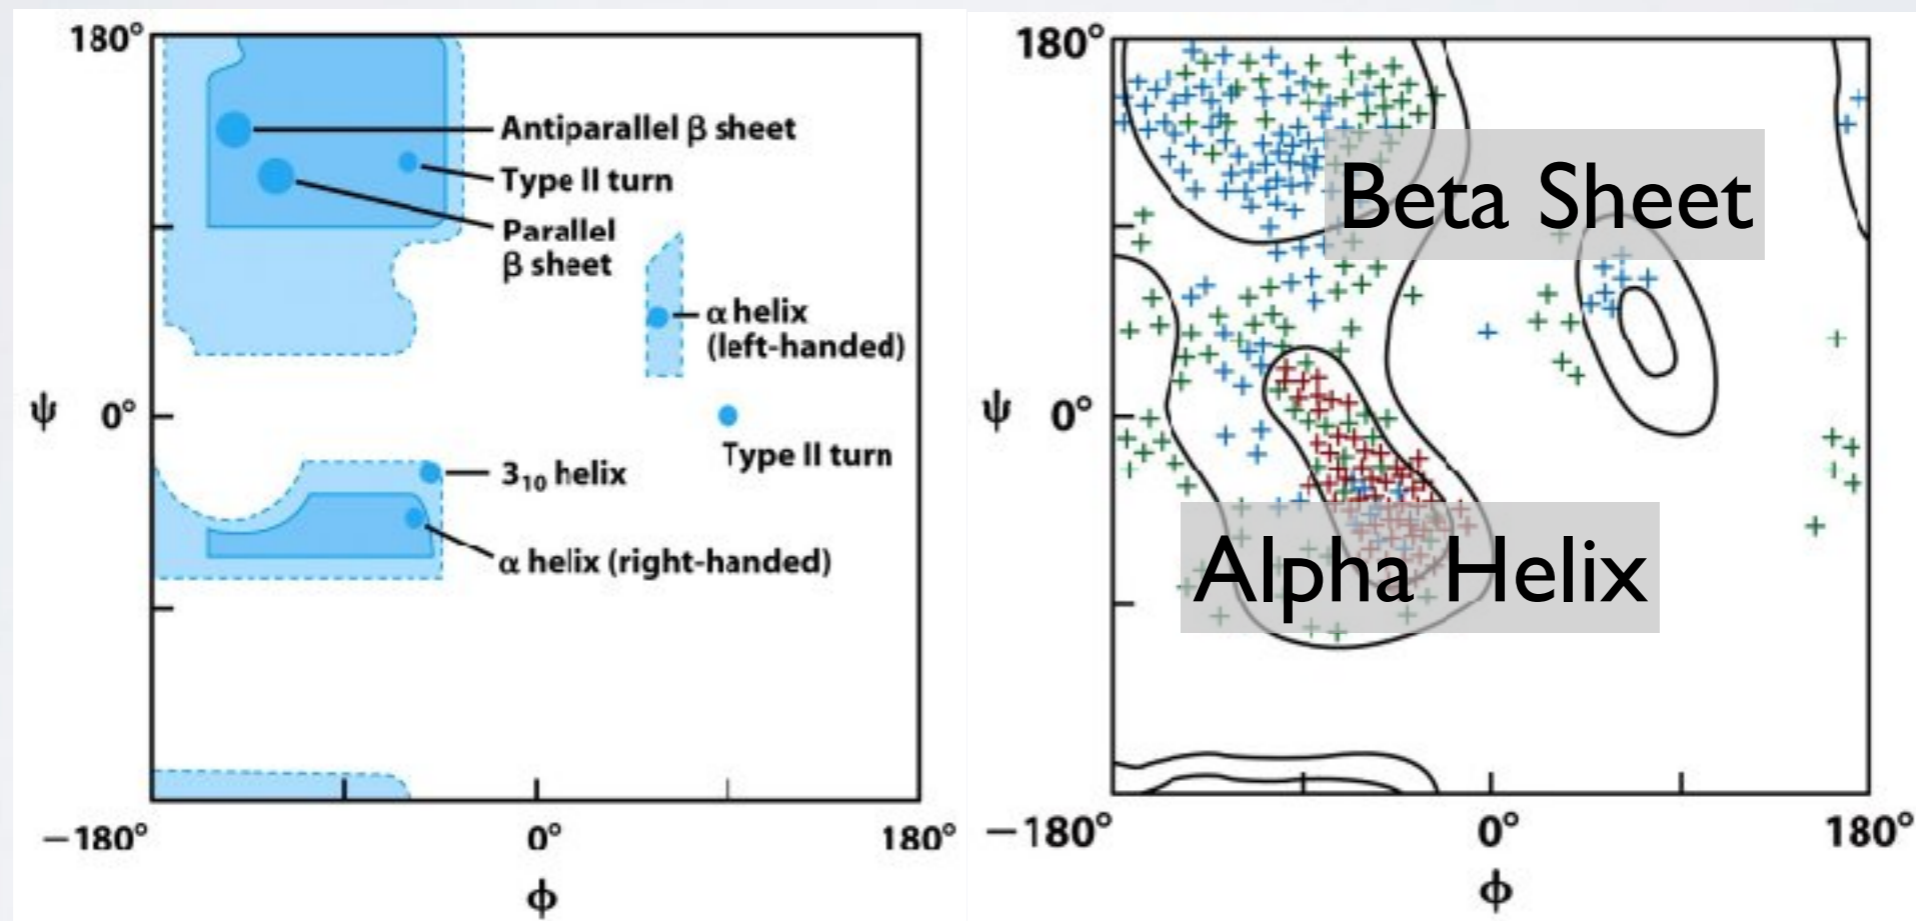 180°
Antiparallel β sheet
Type II turn
Parallel
β sheet
α helix
(left-handed)
ψ
0°
Type II turn
3₁₀ helix
α helix (right-handed)
−180°
0°
180°
ϕ
180°
Beta Sheet
ψ
0°
Alpha Helix
−180°
0°
180°
ϕ